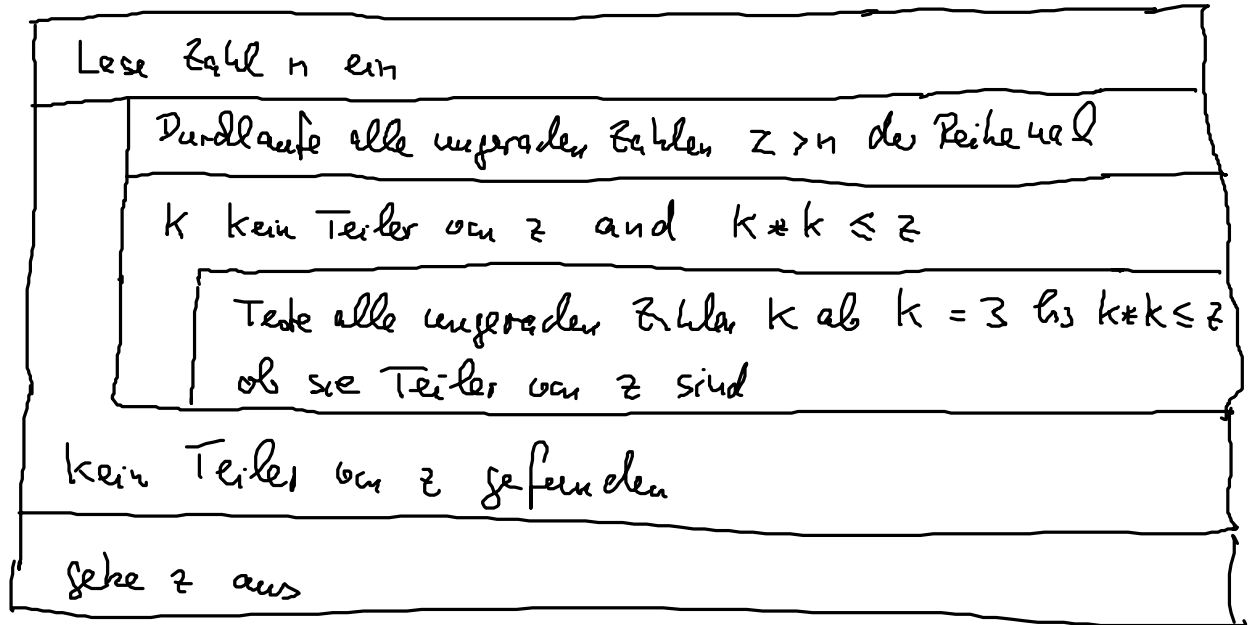 Lese Zahl n ein
Durchlaufe alle ungeraden Zahlen z > n der Reihe nach
k kein Teiler von z and k * k ≤ z
Teste alle ungeraden Zahlen k ab k = 3 bis k*k ≤ z
ob sie Teiler von z sind
kein Teiler von z gefunden
gebe z aus